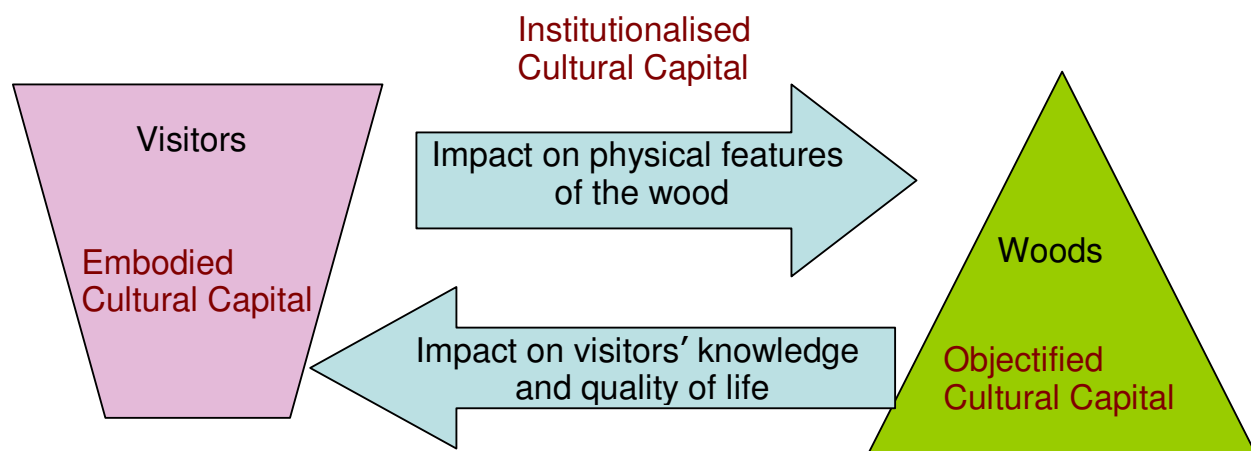 Institutionalised
Cultural Capital
Visitors
Impact on physical features
of the wood
Embodied
Cultural Capital
Woods
Impact on visitors’ knowledge
and quality of life
Objectified
Cultural Capital